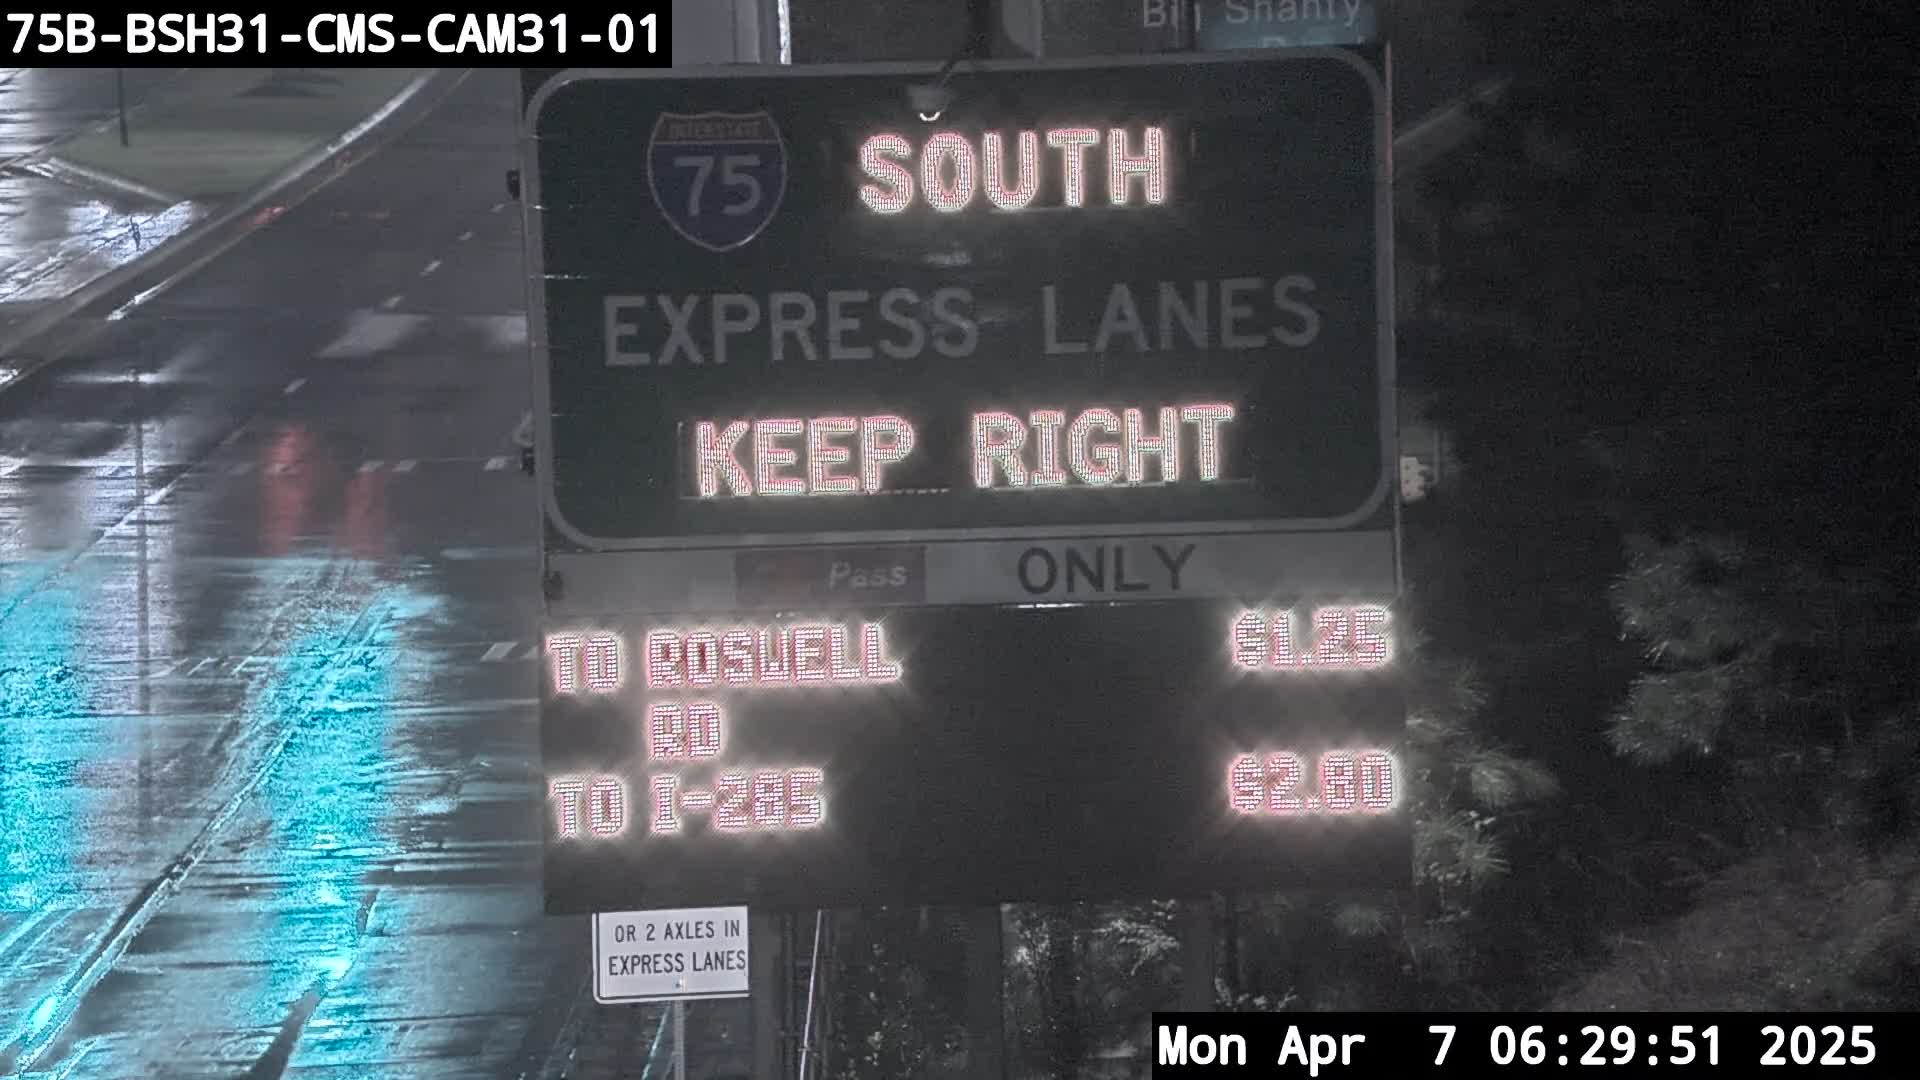 75B-BSH31-CMS-CAM31-01
Shanty
INTERSTATE
75
SOUTH
EXPRESS LANES
KEEP RIGHT
Pass ONLY
TO ROSWELL $1.25
RD
TO I-285 $2.80
OR 2 AXLES IN
EXPRESS LANES
Mon Apr 7 06:29:51 2025